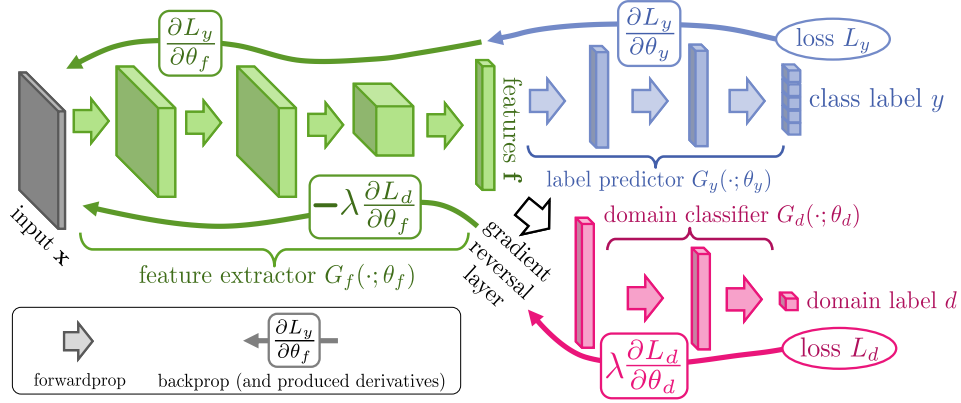 ∂L_y/∂θ_f
∂L_y/∂θ_y
loss L_y
features f
class label y
label predictor G_y(·;θ_y)
input x
−λ ∂L_d/∂θ_f
feature extractor G_f(·;θ_f)
gradient
reversal
layer
domain classifier G_d(·;θ_d)
domain label d
λ ∂L_d/∂θ_d
loss L_d
∂L_y/∂θ_f
forwardprop
backprop (and produced derivatives)